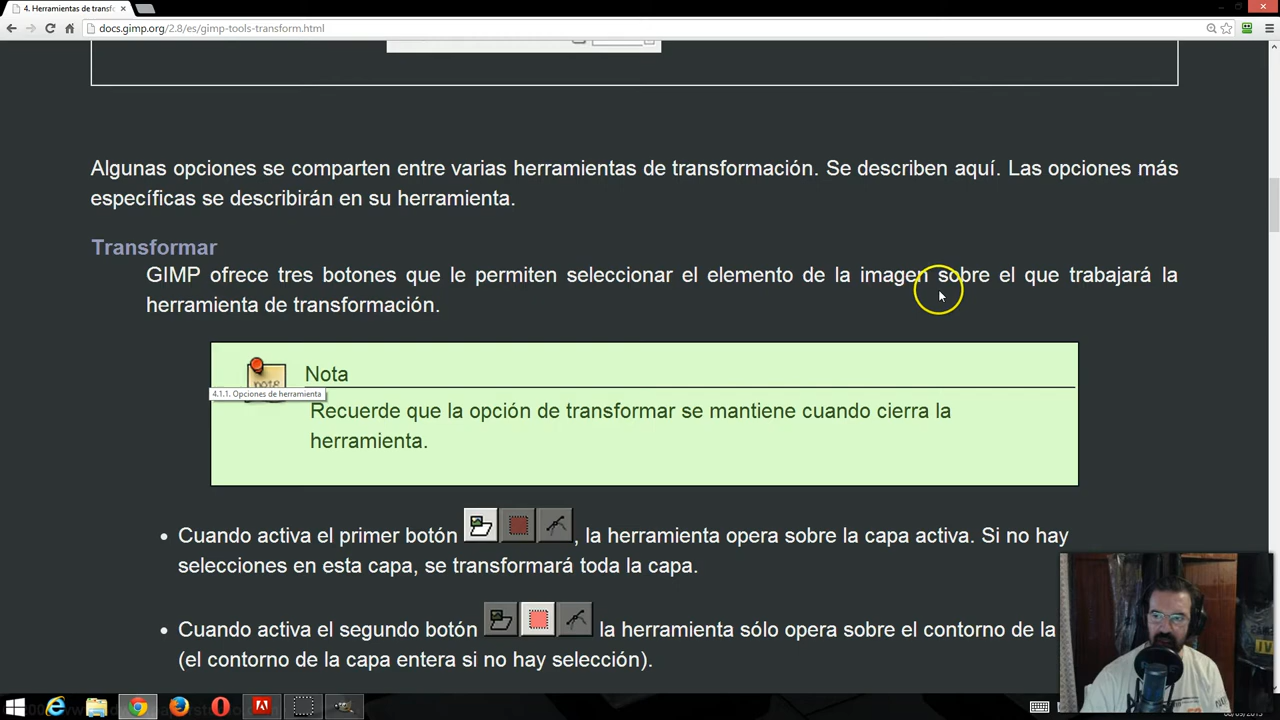 4. Herramientas de transf
docs.gimp.org/2.8/es/gimp-tools-transform.html
Algunas opciones se comparten entre varias herramientas de transformación. Se describen aquí. Las opciones más
específicas se describirán en su herramienta.
Transformar
GIMP ofrece tres botones que le permiten seleccionar el elemento de la imagen sobre el que trabajará la
herramienta de transformación.
Nota
4.1.1. Opciones de herramienta
Recuerde que la opción de transformar se mantiene cuando cierra la
herramienta.
Cuando activa el primer botón , la herramienta opera sobre la capa activa. Si no hay
selecciones en esta capa, se transformará toda la capa.
Cuando activa el segundo botón la herramienta sólo opera sobre el contorno de la
(el contorno de la capa entera si no hay selección).